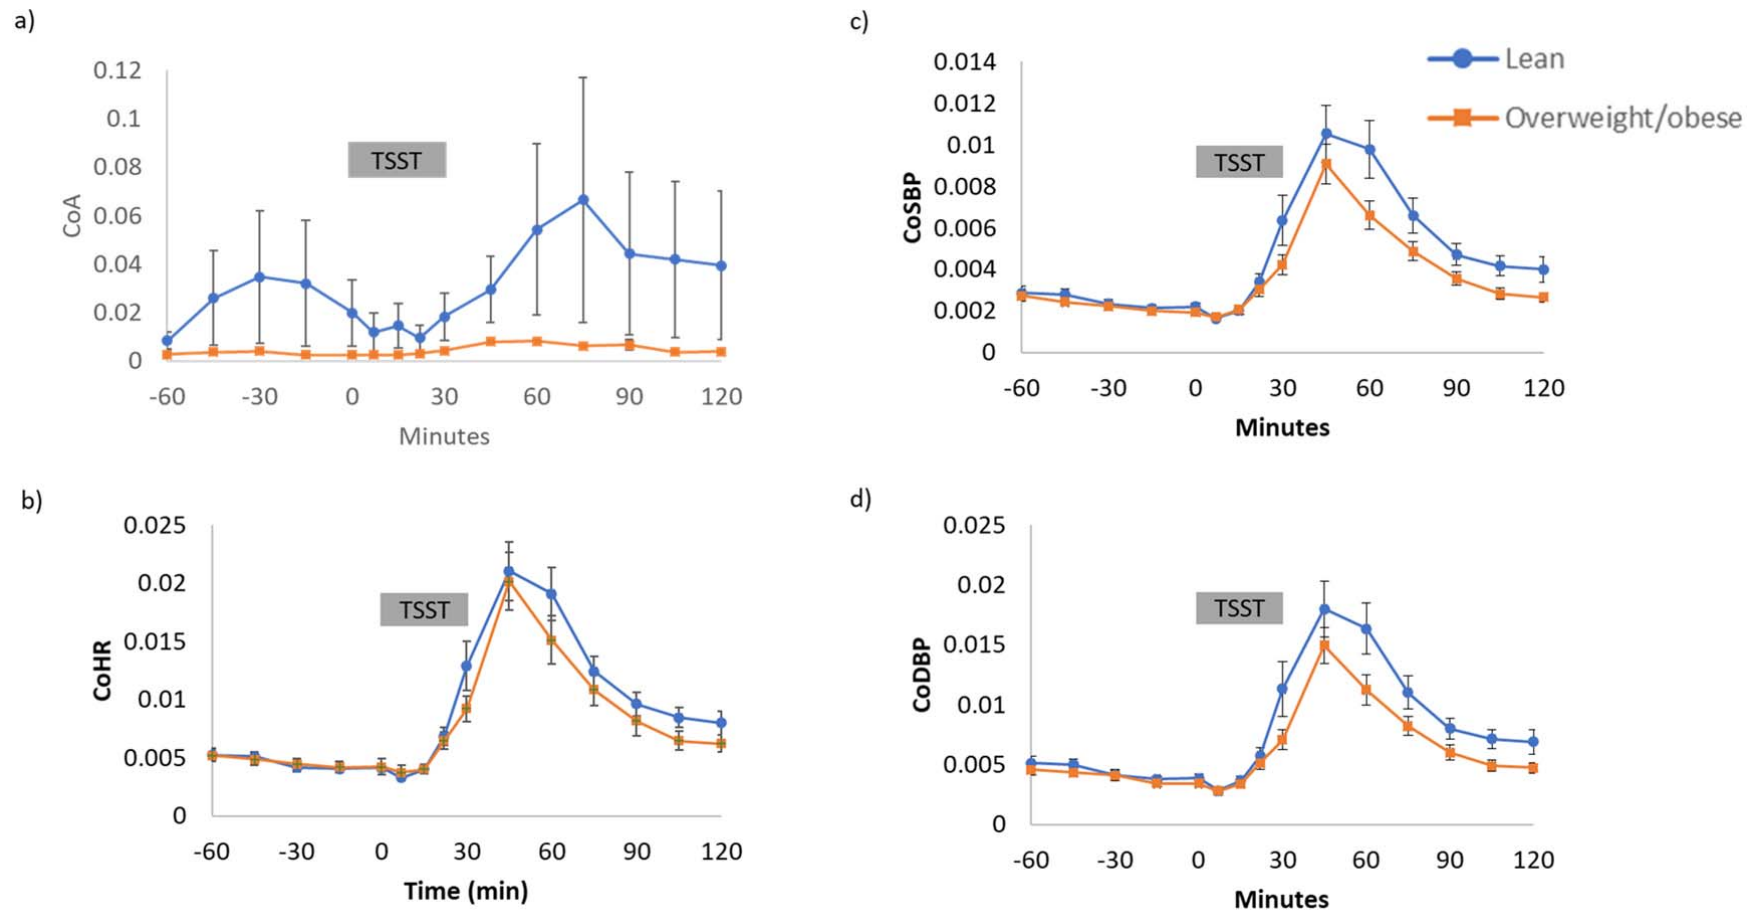 a)
0.12
0.1
0.08
0.06
0.04
0.02
0
CoA
TSST
-60 -30 0 30 60 90 120
Minutes
c)
0.014
0.012
0.01
0.008
0.006
0.004
0.002
0
CoSBP
TSST
-60 -30 0 30 60 90 120
Minutes
Lean
Overweight/obese
b)
0.025
0.02
0.015
0.01
0.005
0
CoHR
TSST
-60 -30 0 30 60 90 120
Time (min)
d)
0.025
0.02
0.015
0.01
0.005
0
CoDBP
TSST
-60 -30 0 30 60 90 120
Minutes